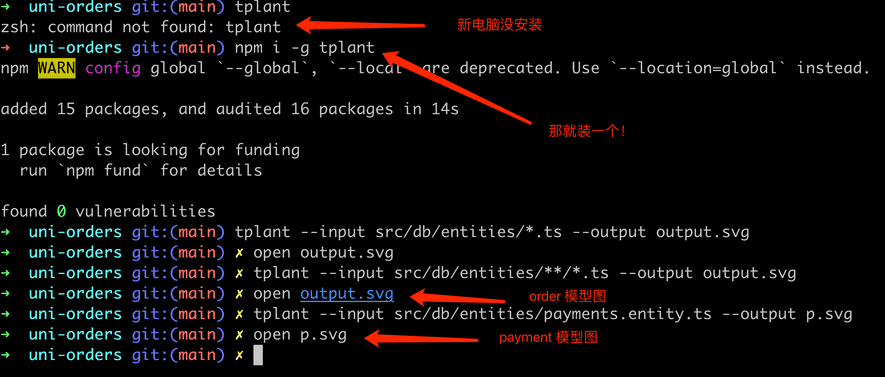 ➜ uni-orders git:(main) tplant
zsh: command not found: tplant
新电脑没安装
➜ uni-orders git:(main) npm i -g tplant
npm WARN config global `--global`, `--local` are deprecated. Use `--location=global` instead.
added 15 packages, and audited 16 packages in 14s
那就装一个！
1 package is looking for funding
run `npm fund` for details
found 0 vulnerabilities
➜ uni-orders git:(main) tplant --input src/db/entities/*.ts --output output.svg
➜ uni-orders git:(main) ✗ open output.svg
➜ uni-orders git:(main) ✗ tplant --input src/db/entities/**/*.ts --output output.svg
➜ uni-orders git:(main) ✗ open output.svg
order 模型图
➜ uni-orders git:(main) ✗ tplant --input src/db/entities/payments.entity.ts --output p.svg
➜ uni-orders git:(main) ✗ open p.svg
payment 模型图
➜ uni-orders git:(main) ✗